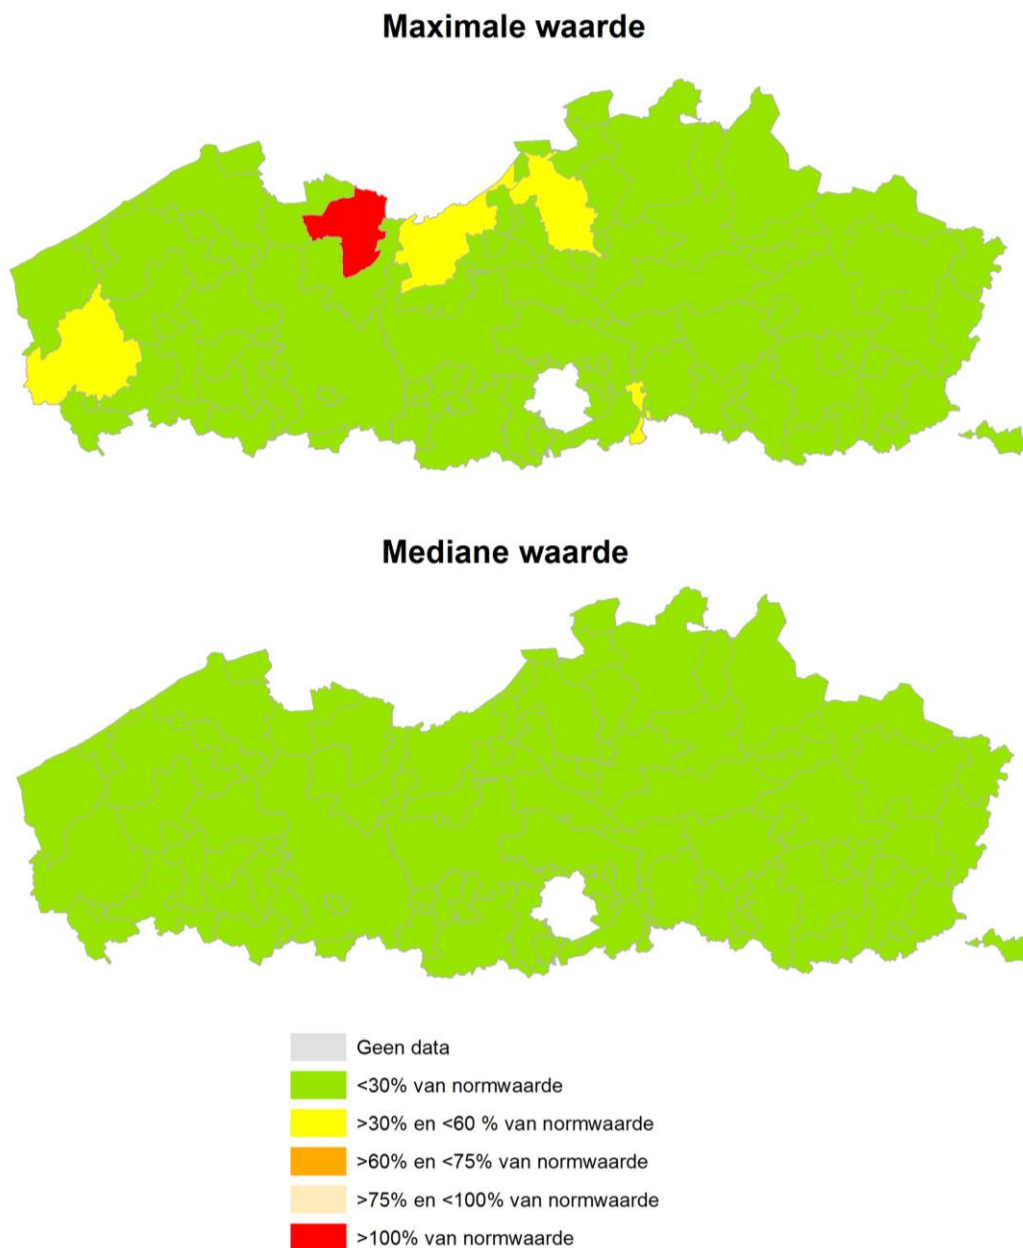 Maximale waarde
Mediane waarde
Geen data
<30% van normwaarde
>30% en <60 % van normwaarde
>60% en <75% van normwaarde
>75% en <100% van normwaarde
>100% van normwaarde